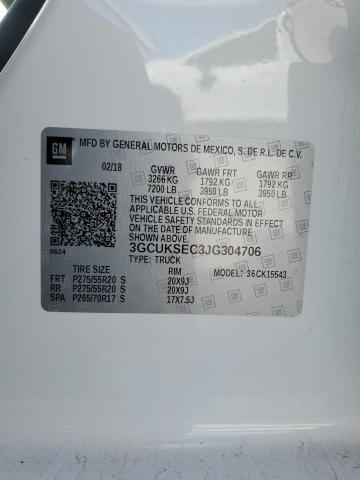 GM
MFD BY GENERAL MOTORS DE MEXICO, S. DE R.L. DE C.V.
02/18 GVWR GAWR FRT GAWR RR
3266 KG 1792 KG 1792 KG
7200 LB 3950 LB 3950 LB
THIS VEHICLE CONFORMS TO ALL
APPLICABLE U.S. FEDERAL MOTOR
VEHICLE SAFETY STANDARDS IN EFFECT
ON THE DATE OF MANUFACTURE
SHOWN ABOVE.
8624 3GCUKSEC3JG304706
TYPE: TRUCK
TIRE SIZE RIM MODEL: 36CK15543
FRT P275/55R20 S 20X9J
RR P275/55R20 S 20X9J
SPA P265/70R17 S 17X7.5J